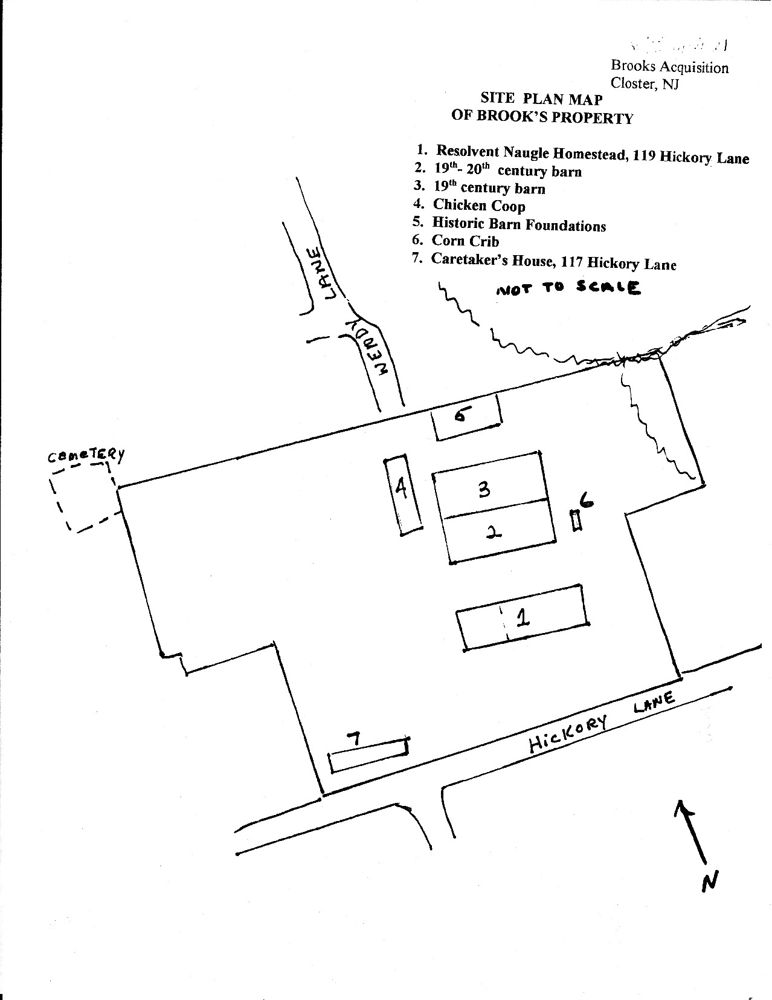 Brooks Acquisition
Closter, NJ
SITE PLAN MAP
OF BROOK'S PROPERTY
1. Resolvent Naugle Homestead, 119 Hickory Lane
2. 19th- 20th century barn
3. 19th century barn
4. Chicken Coop
5. Historic Barn Foundations
6. Corn Crib
7. Caretaker's House, 117 Hickory Lane
NOT TO SCALE
WENDY LANE
CemeTERY
5
4
3
2
6
1
7
HicKORY LANE
N